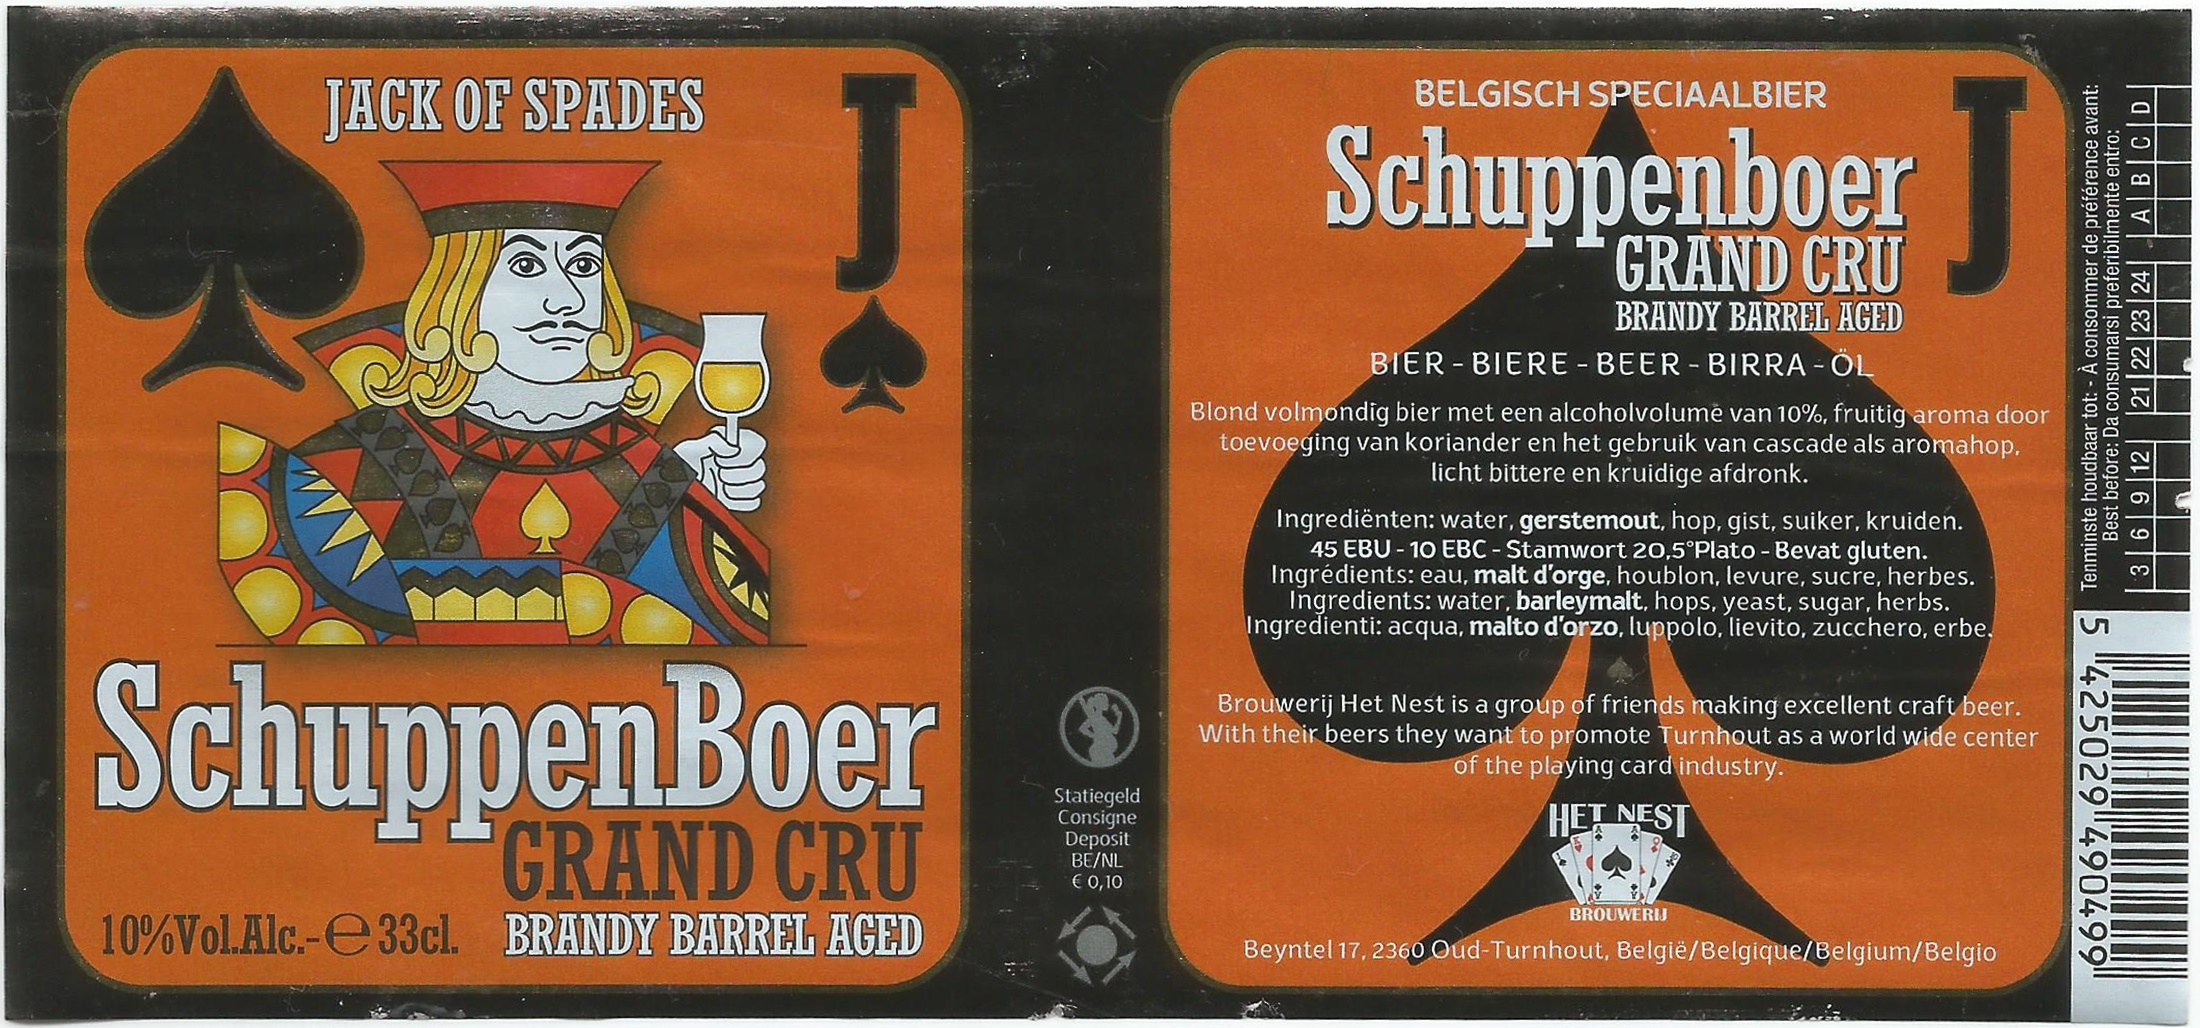 JACK OF SPADES
J
SchuppenBoer
GRAND CRU
10%Vol.Alc.-℮ 33cl.
BRANDY BARREL AGED
Statiegeld
Consigne
Deposit
BE/NL
€ 0,10
BELGISCH SPECIAALBIER
J
Schuppenboer
GRAND CRU
BRANDY BARREL AGED
BIER - BIERE - BEER - BIRRA - ÖL
Blond volmondig bier met een alcoholvolume van 10%, fruitig aroma door
toevoeging van koriander en het gebruik van cascade als aromahop,
licht bittere en kruidige afdronk.
Ingrediënten: water, gerstemout, hop, gist, suiker, kruiden.
45 EBU - 10 EBC - Stamwort 20,5°Plato - Bevat gluten.
Ingrédients: eau, malt d'orge, houblon, levure, sucre, herbes.
Ingredients: water, barleymalt, hops, yeast, sugar, herbs.
Ingredienti: acqua, malto d'orzo, luppolo, lievito, zucchero, erbe.
Brouwerij Het Nest is a group of friends making excellent craft beer.
With their beers they want to promote Turnhout as a world wide center
of the playing card industry.
HET NEST
BROUWERIJ
Beyntel 17, 2360 Oud-Turnhout, België/Belgique/Belgium/Belgio
Tenminste houdbaar tot: - À consommer de préférence avant:
Best before: Da consumarsi preferibilmente entro:
3 | 6 | 9 | 12 | 21 | 22 | 23 | 24 | A | B | C | D
5 425029 490499